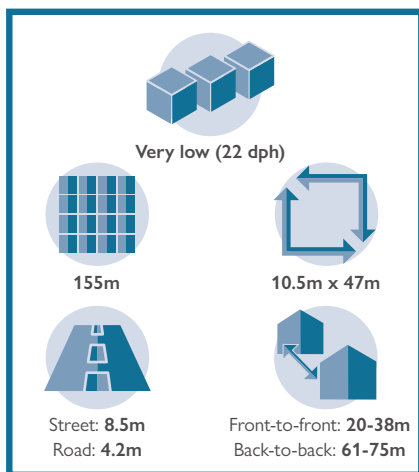 Very low (22 dph)
155m
10.5m x 47m
Street: 8.5m
Road: 4.2m
Front-to-front: 20-38m
Back-to-back: 61-75m